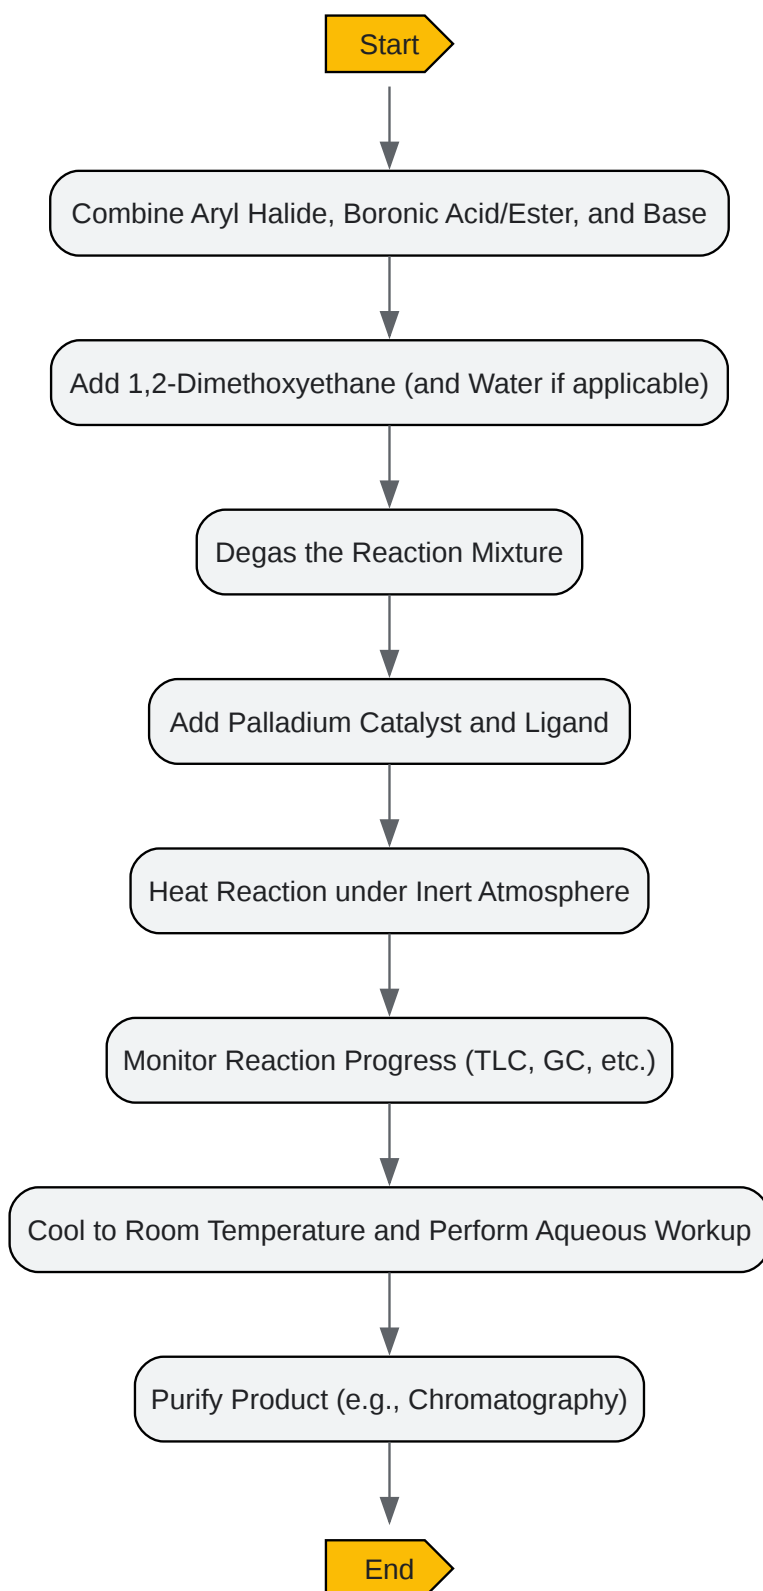 Start
Combine Aryl Halide, Boronic Acid/Ester, and Base
Add 1,2-Dimethoxyethane (and Water if applicable)
Degas the Reaction Mixture
Add Palladium Catalyst and Ligand
Heat Reaction under Inert Atmosphere
Monitor Reaction Progress (TLC, GC, etc.)
Cool to Room Temperature and Perform Aqueous Workup
Purify Product (e.g., Chromatography)
End